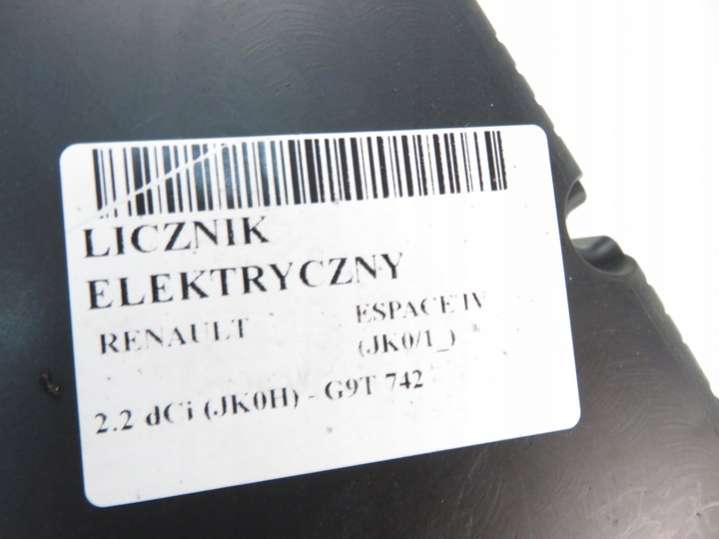 LICZNIK
ELEKTRYCZNY
RENAULT ESPACE IV
(JK0/1_)
2.2 dCi (JK0H) - G9T 742